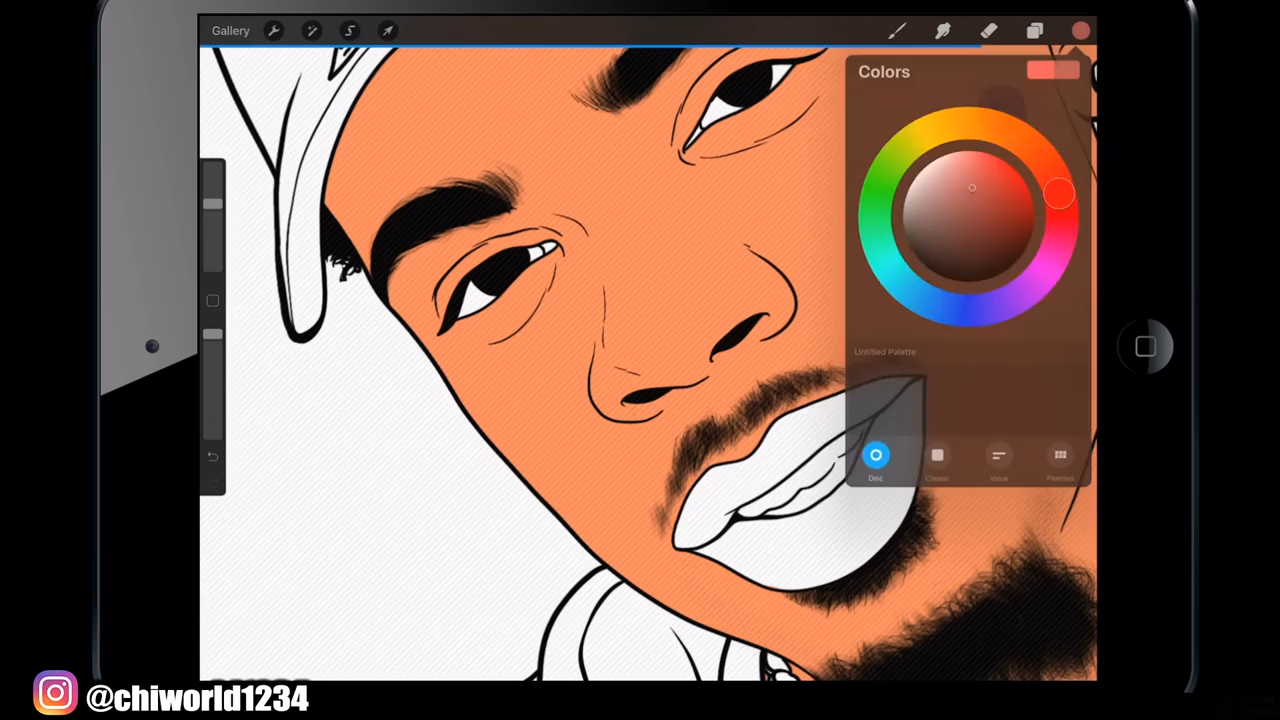 Gallery
Colors
Untitled Palette
Disc
Classic
Value
Palettes
@chiworld1234